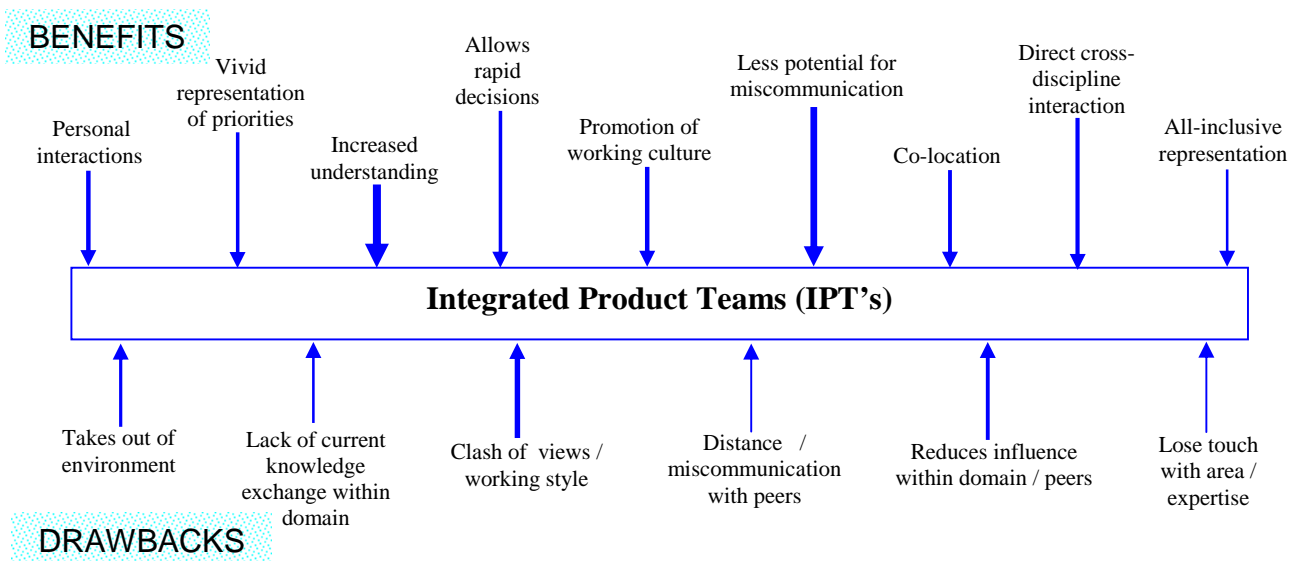 BENEFITS
Personal
interactions
Vivid
representation
of priorities
Increased
understanding
Allows
rapid
decisions
Promotion of
working culture
Less potential for
miscommunication
Co-location
Direct cross-
discipline
interaction
All-inclusive
representation
Integrated Product Teams (IPT’s)
Takes out of
environment
Lack of current
knowledge
exchange within
domain
Clash of views /
working style
Distance /
miscommunication
with peers
Reduces influence
within domain / peers
Lose touch
with area /
expertise
DRAWBACKS